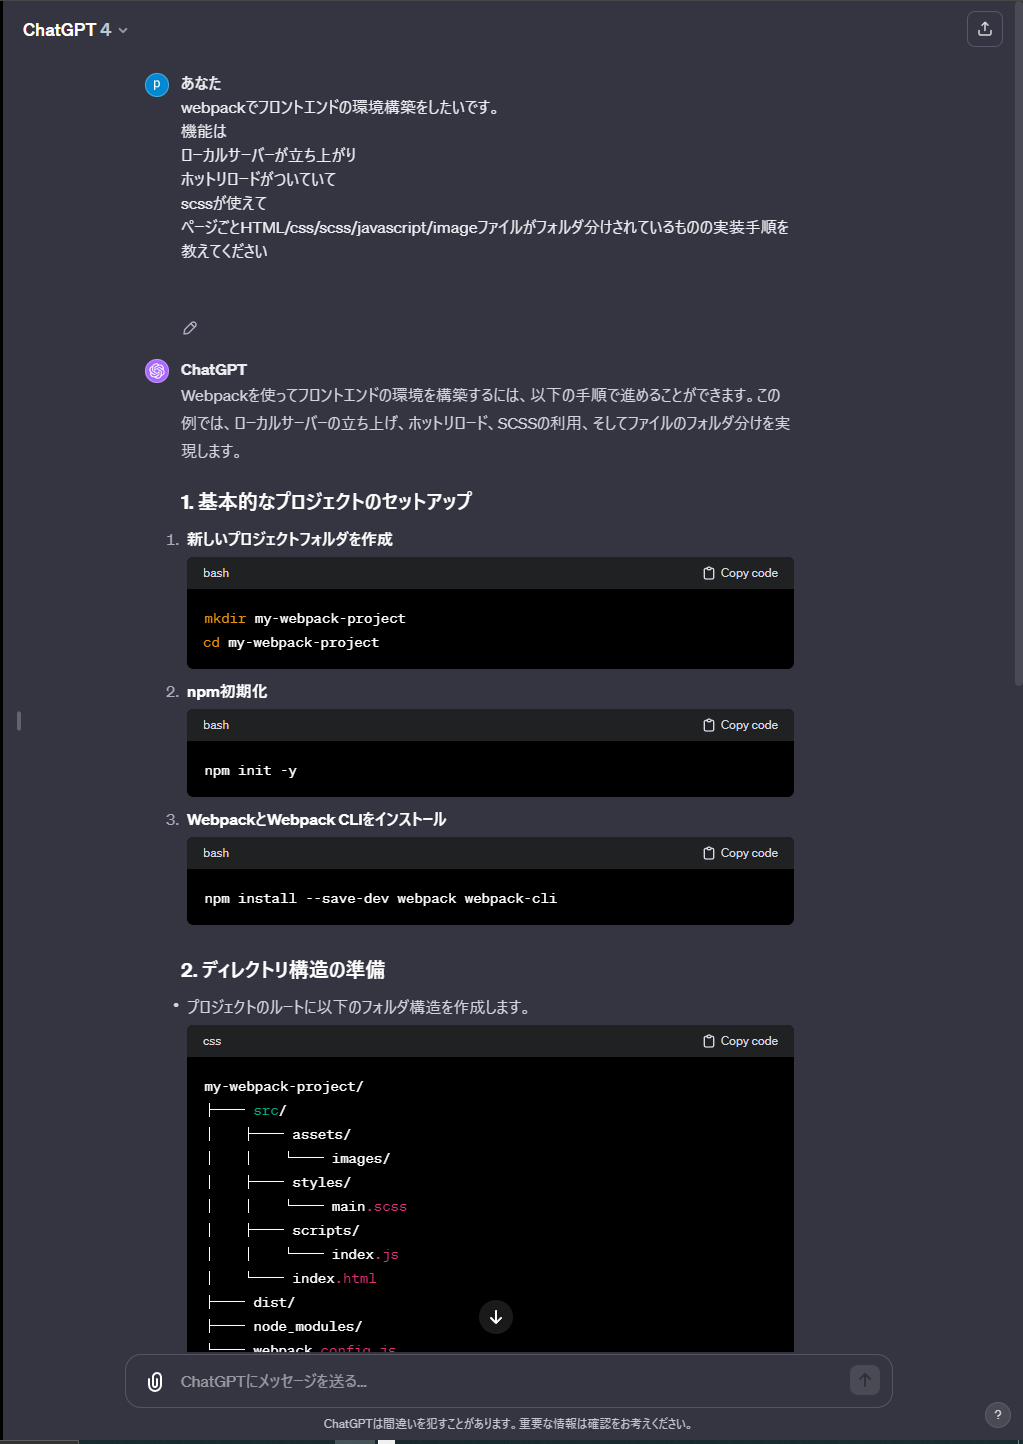 ChatGPT 4
p
あなた
webpackでフロントエンドの環境構築をしたいです。
機能は
ローカルサーバーが立ち上がり
ホットリロードがついていて
scssが使えて
ページごとHTML/css/scss/javascript/imageファイルがフォルダ分けされているものの実装手順を
教えてください
ChatGPT
Webpackを使ってフロントエンドの環境を構築するには、以下の手順で進めることができます。この
例では、ローカルサーバーの立ち上げ、ホットリロード、SCSSの利用、そしてファイルのフォルダ分けを実
現します。
1. 基本的なプロジェクトのセットアップ
1. 新しいプロジェクトフォルダを作成
bash Copy code
mkdir my-webpack-project
cd my-webpack-project
2. npm初期化
bash Copy code
npm init -y
3. WebpackとWebpack CLIをインストール
bash Copy code
npm install --save-dev webpack webpack-cli
2. ディレクトリ構造の準備
• プロジェクトのルートに以下のフォルダ構造を作成します。
css Copy code
my-webpack-project/
├── src/
│   ├── assets/
│   │   └── images/
│   ├── styles/
│   │   └── main.scss
│   ├── scripts/
│   │   └── index.js
│   └── index.html
├── dist/
├── node_modules/
└── webpack.config.js
ChatGPTにメッセージを送る...
ChatGPTは間違いを犯すことがあります。重要な情報は確認をお考えください。
?